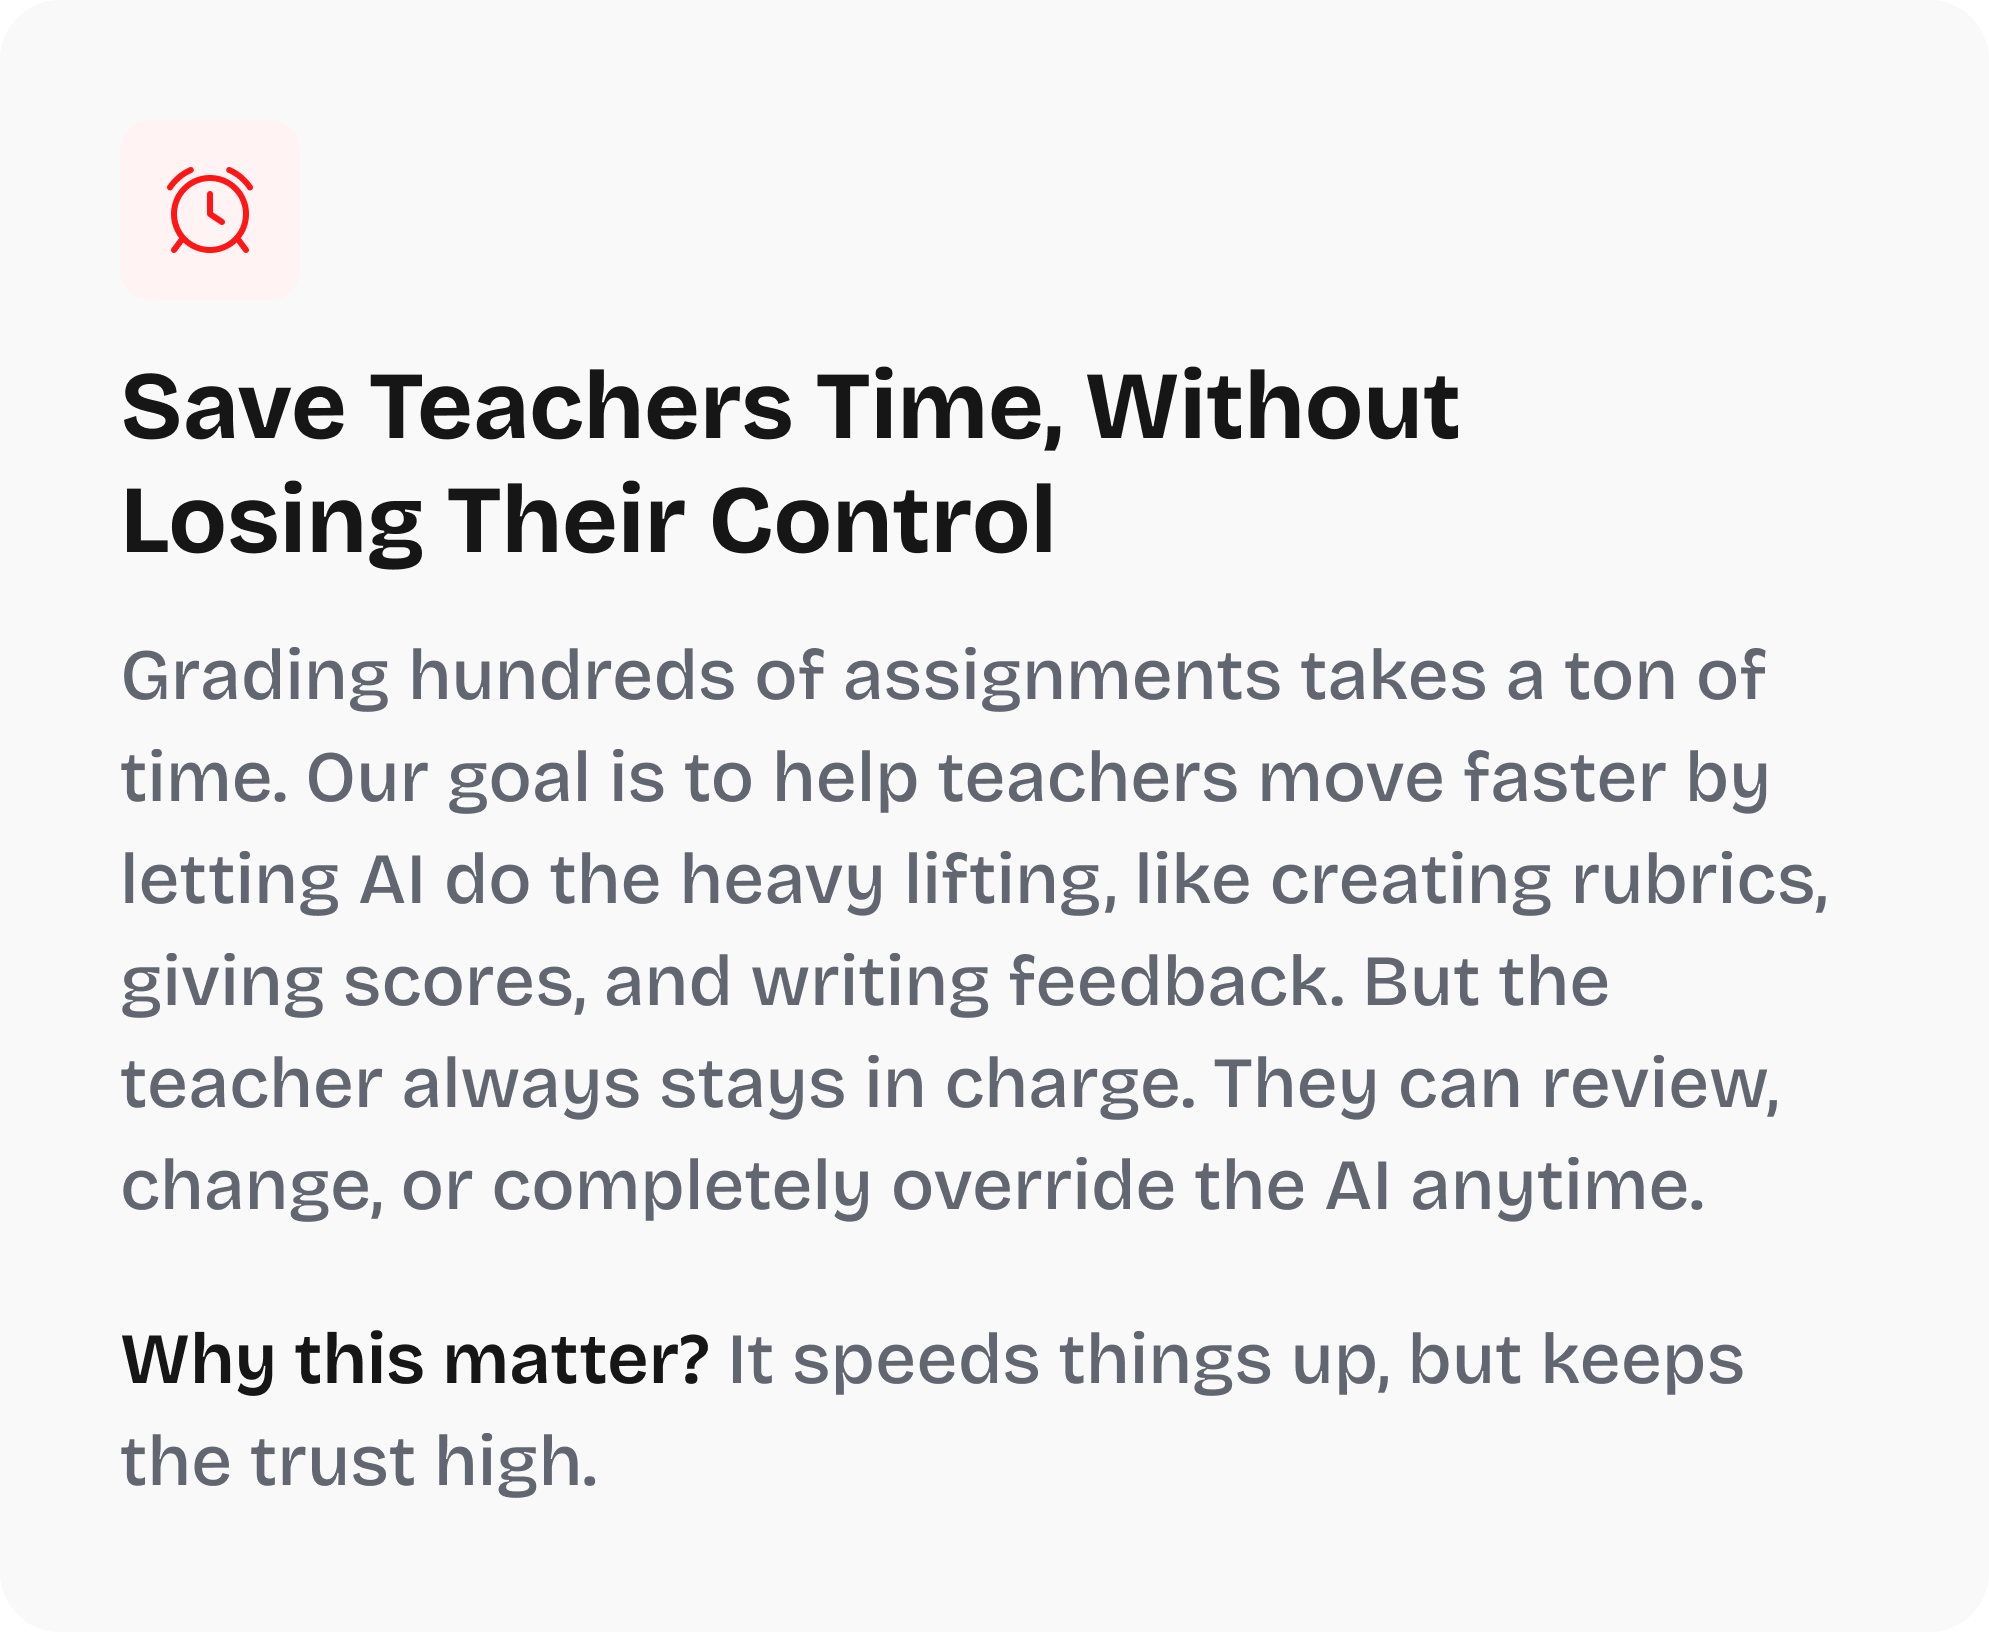 Save Teachers Time, Without
Losing Their Control
Grading hundreds of assignments takes a ton of
time. Our goal is to help teachers move faster by
letting AI do the heavy lifting, like creating rubrics,
giving scores, and writing feedback. But the
teacher always stays in charge. They can review,
change, or completely override the AI anytime.
Why this matter? It speeds things up, but keeps
the trust high.